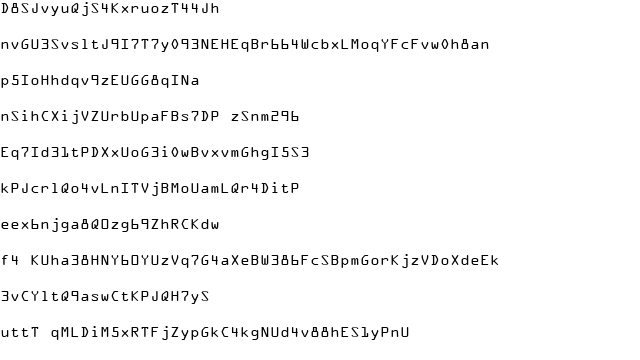 D8SJvyuQjS4KxruozT44Jh
nvGU3SvsltJ9I7T7y093NEHEqBr664WcbxLMoqYFcFvw0h8an
p5IoHhdqv9zEUGG8qINa
nSihCXijVZUrbUpaFBs7DP zSnm296
Eq7Id31tPDXxUoG3i0wBvxvmGhgI5S3
kPJcrlQo4vLnITVjBMoUamLQr4DitP
eex6njga8QOzg69ZhRCKdw
f4 KUha38HNY60YUzVq7G4aXeBW386FcSBpmGorKjzVDoXdeEk
3vCYltQ9aswCtKPJQH7yS
uttT qMLDiM5xRTFjZypGkC4kgNUd4v88hES1yPnU